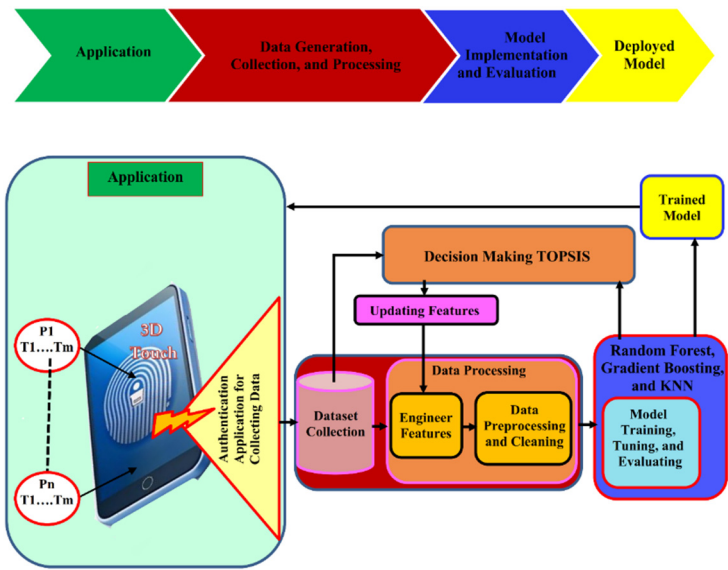 Application
Data Generation,
Collection, and Processing
Model
Implementation
and Evaluation
Deployed
Model
Application
P1
T1....Tm
Pn
T1....Tm
3D
Touch
Authentication
Application for
Collecting Data
Trained
Model
Decision Making TOPSIS
Updating Features
Data Processing
Dataset
Collection
Engineer
Features
Data
Preprocessing
and Cleaning
Random Forest,
Gradient Boosting,
and KNN
Model
Training,
Tuning, and
Evaluating